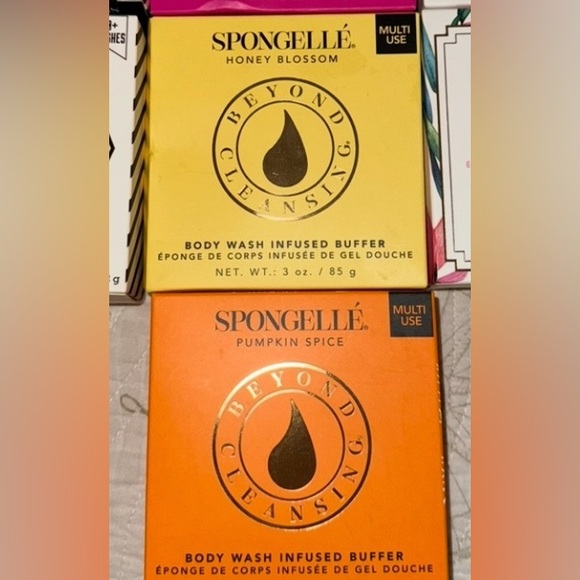 SPONGELLÉ®
HONEY BLOSSOM
MULTI
USE
BEYOND
CLEANSING®
BODY WASH INFUSED BUFFER
ÉPONGE DE CORPS INFUSÉE DE GEL DOUCHE
NET. WT.: 3 oz. / 85 g
SPONGELLÉ®
PUMPKIN SPICE
MULTI
USE
BEYOND
CLEANSING®
BODY WASH INFUSED BUFFER
ÉPONGE DE CORPS INFUSÉE DE GEL DOUCHE